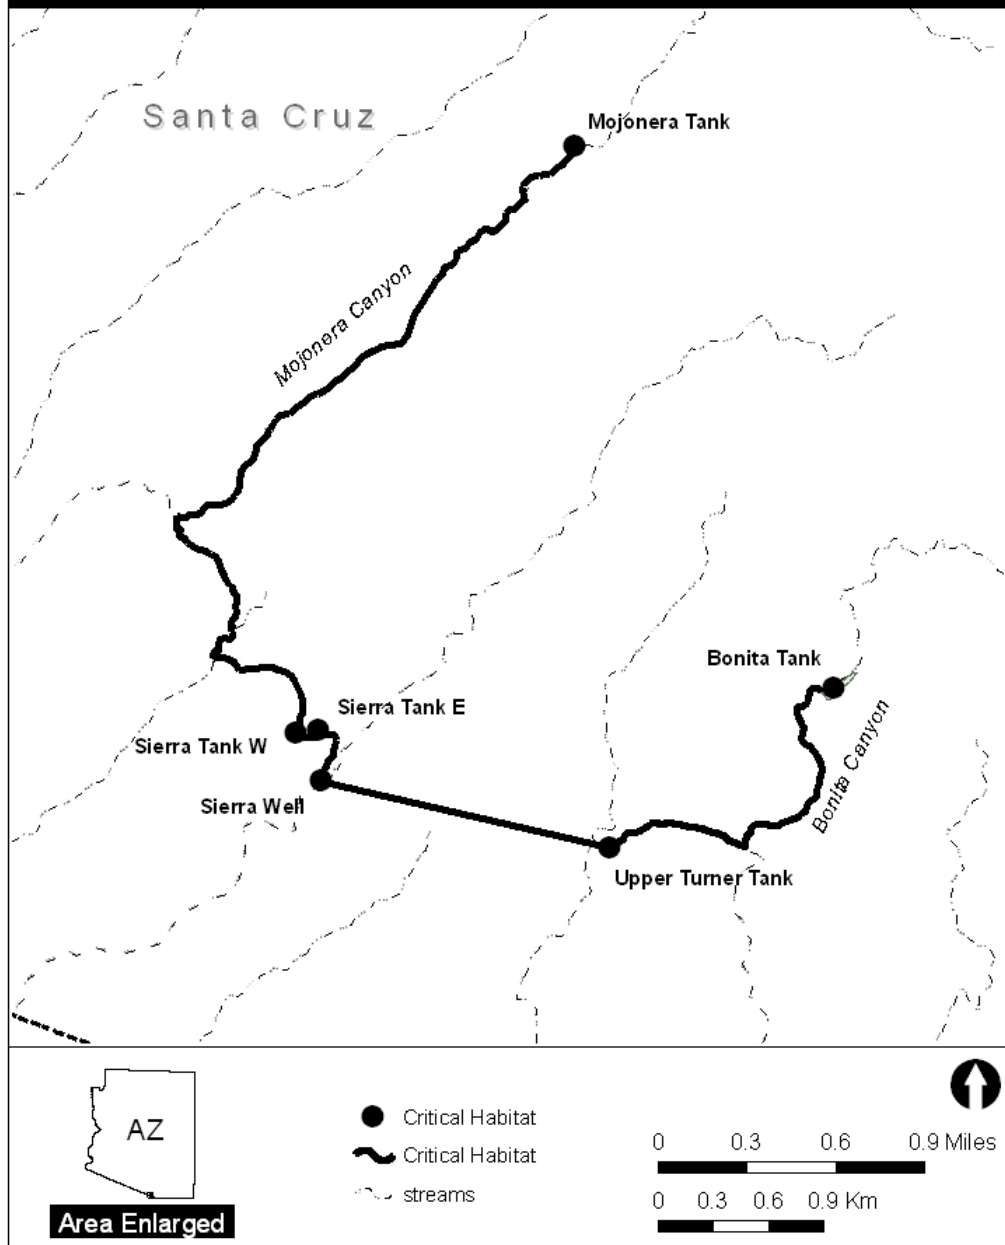 Santa Cruz
Mojonera Tank
Mojonera Canyon
Bonita Tank
Sierra Tank E
Sierra Tank W
Bonita Canyon
Sierra Well
Upper Turner Tank
AZ
Area Enlarged
Critical Habitat
Critical Habitat
streams
0 0.3 0.6 0.9 Miles
0 0.3 0.6 0.9 Km